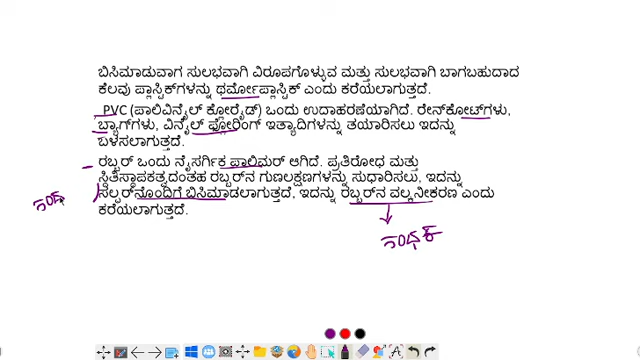 ಬಿಸಿಮಾಡುವಾಗ ಸುಲಭವಾಗಿ ವಿರೂಪಗೊಳ್ಳುವ ಮತ್ತು ಸುಲಭವಾಗಿ ಬಾಗಬಹುದಾದ
ಕೆಲವು ಪ್ಲಾಸ್ಟಿಕ್‌ಗಳನ್ನು ಥರ್ಮೋಪ್ಲಾಸ್ಟಿಕ್ ಎಂದು ಕರೆಯಲಾಗುತ್ತದೆ.
PVC (ಪಾಲಿವಿನೈಲ್ ಕ್ಲೋರೈಡ್) ಒಂದು ಉದಾಹರಣೆಯಾಗಿದೆ. ರೇನ್‌ಕೋಟ್‌ಗಳು,
ಬ್ಯಾಗ್‌ಗಳು, ವಿನೈಲ್ ಫ್ಲೋರಿಂಗ್ ಇತ್ಯಾದಿಗಳನ್ನು ತಯಾರಿಸಲು ಇದನ್ನು
ಬಳಸಲಾಗುತ್ತದೆ.
ರಬ್ಬರ್ ಒಂದು ನೈಸರ್ಗಿಕ ಪಾಲಿಮರ್ ಆಗಿದೆ. ಪ್ರತಿರೋಧ ಮತ್ತು
ಸ್ಥಿತಿಸ್ಥಾಪಕತ್ವದಂತಹ ರಬ್ಬರ್‌ನ ಗುಣಲಕ್ಷಣಗಳನ್ನು ಸುಧಾರಿಸಲು, ಇದನ್ನು
ಸಲ್ಫರ್‌ನೊಂದಿಗೆ ಬಿಸಿಮಾಡಲಾಗುತ್ತದೆ, ಇದನ್ನು ರಬ್ಬರ್‌ನ ವಲ್ಕನೀಕರಣ ಎಂದು
ಕರೆಯಲಾಗುತ್ತದೆ.
ಗಂಧಕ